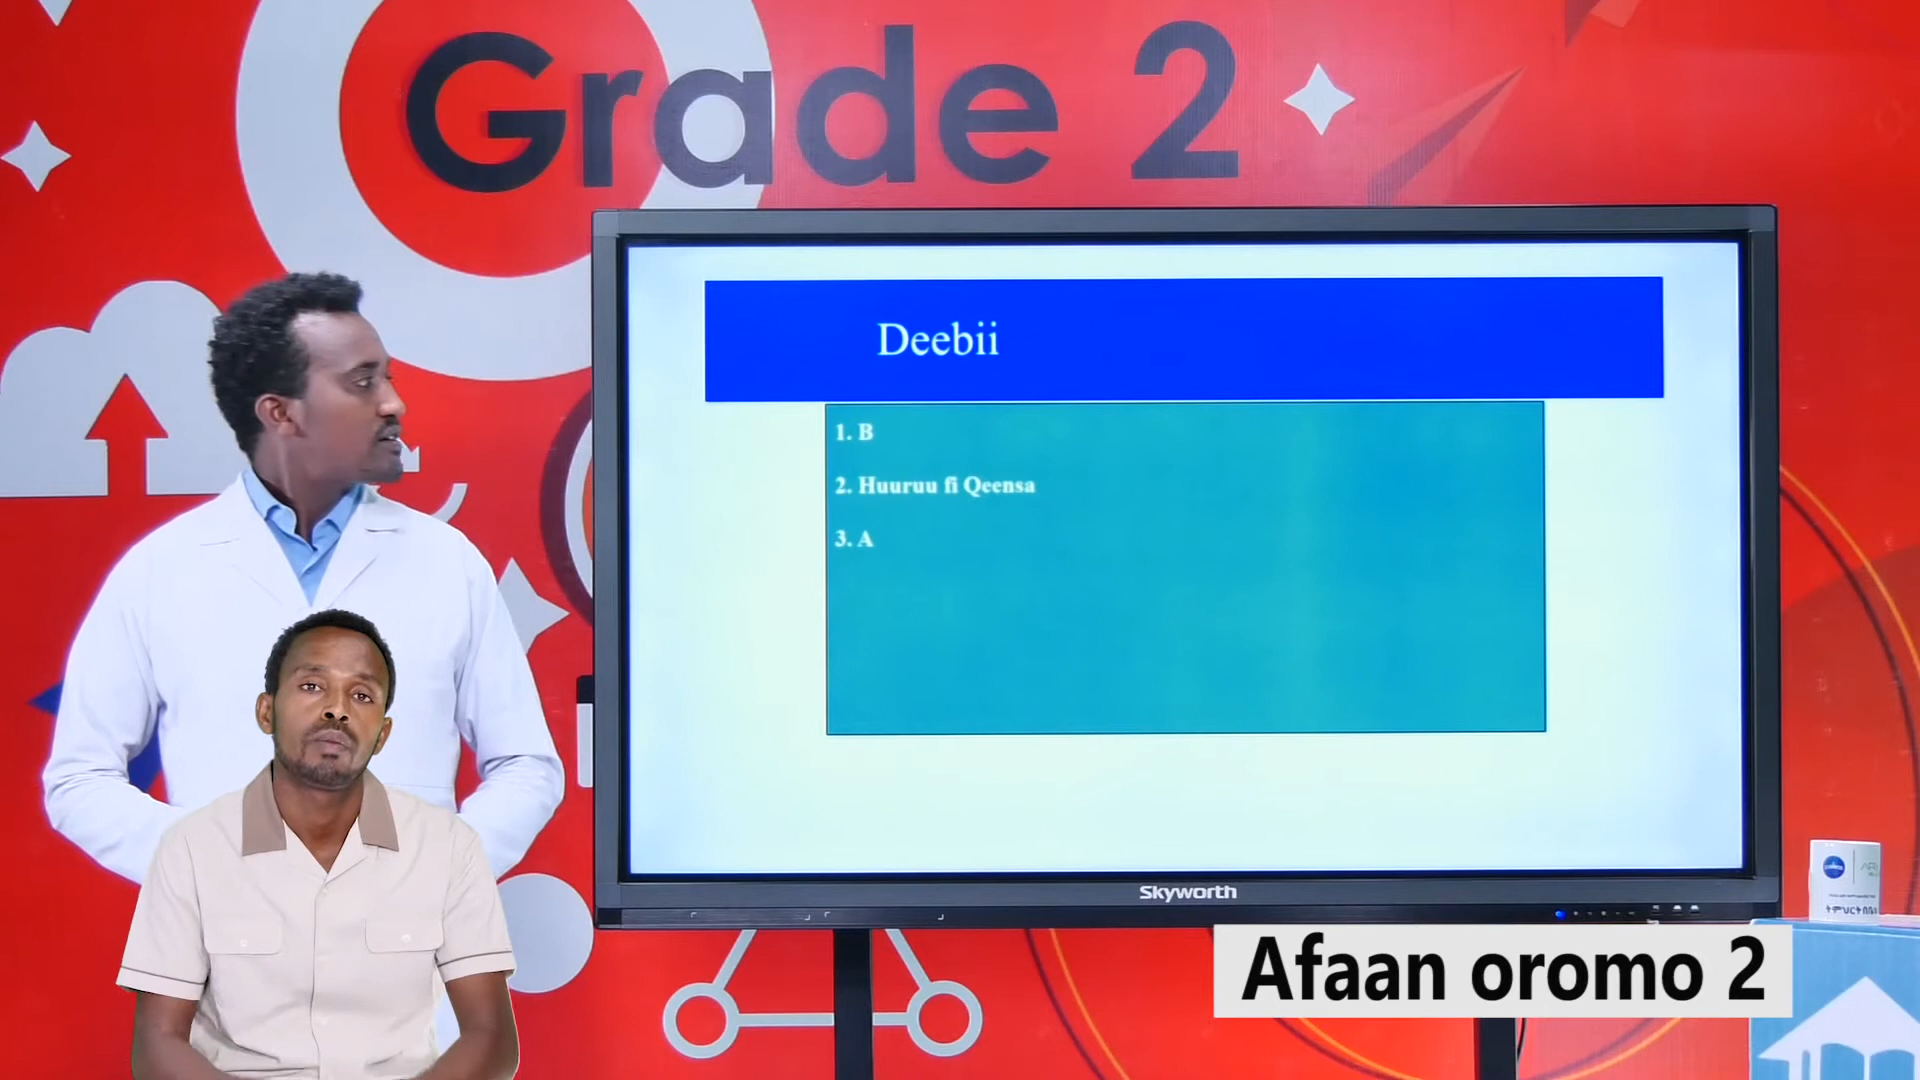 Grade 2
Deebii
1. B
2. Huuruu fi Qeensa
3. A
Skyworth
Afaan oromo 2